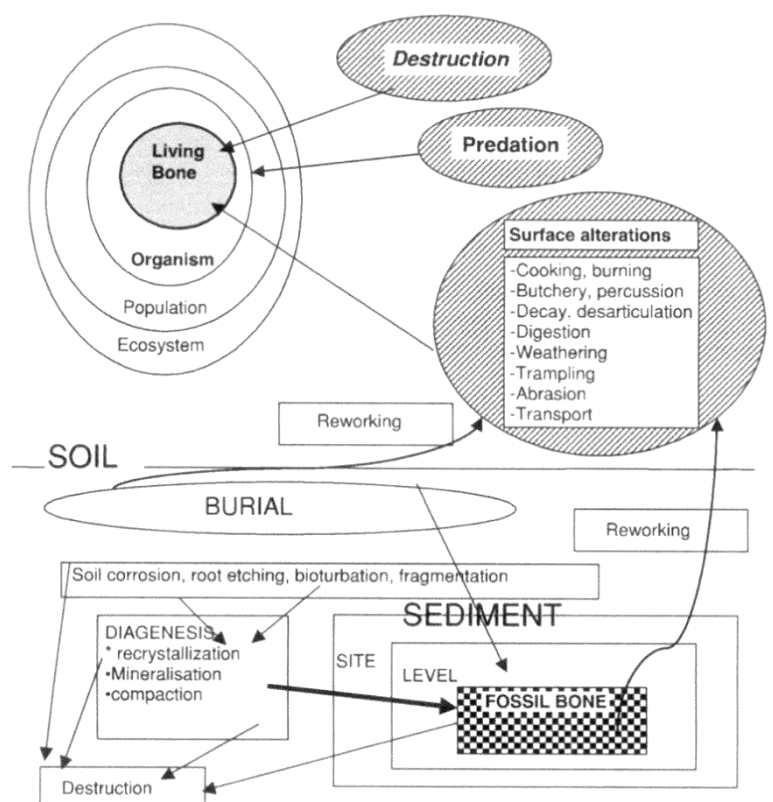 Destruction
Predation
Living
Bone
Organism
Population
Ecosystem
Surface alterations
-Cooking, burning
-Butchery, percussion
-Decay, desarticulation
-Digestion
-Weathering
-Trampling
-Abrasion
-Transport
Reworking
SOIL
BURIAL
Reworking
Soil corrosion, root etching, bioturbation, fragmentation
SEDIMENT
DIAGENESIS
* recrystallization
•Mineralisation
•compaction
SITE
LEVEL
FOSSIL BONE
Destruction